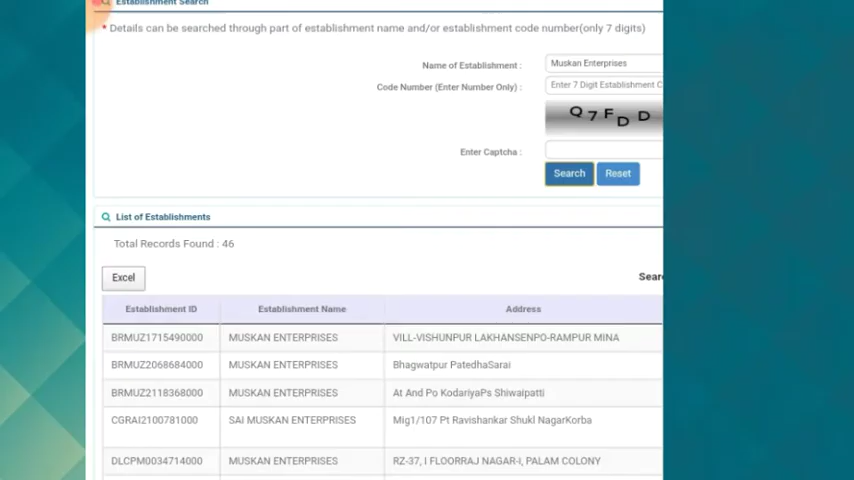 Establishment Search
* Details can be searched through part of establishment name and/or establishment code number(only 7 digits)
Name of Establishment :
Muskan Enterprises
Code Number (Enter Number Only) :
Enter 7 Digit Establishment C
Q7FDD
Enter Captcha :
Search Reset
List of Establishments
Total Records Found : 46
Excel
Sear
Establishment ID Establishment Name Address
BRMUZ1715490000 MUSKAN ENTERPRISES VILL-VISHUNPUR LAKHANSENPO-RAMPUR MINA
BRMUZ2068684000 MUSKAN ENTERPRISES Bhagwatpur PatedhaSarai
BRMUZ2118368000 MUSKAN ENTERPRISES At And Po KodariyaPs Shiwaipatti
CGRAI2100781000 SAI MUSKAN ENTERPRISES Mig1/107 Pt Ravishankar Shukl NagarKorba
DLCPM0034714000 MUSKAN ENTERPRISES RZ-37, I FLOORRAJ NAGAR-I, PALAM COLONY